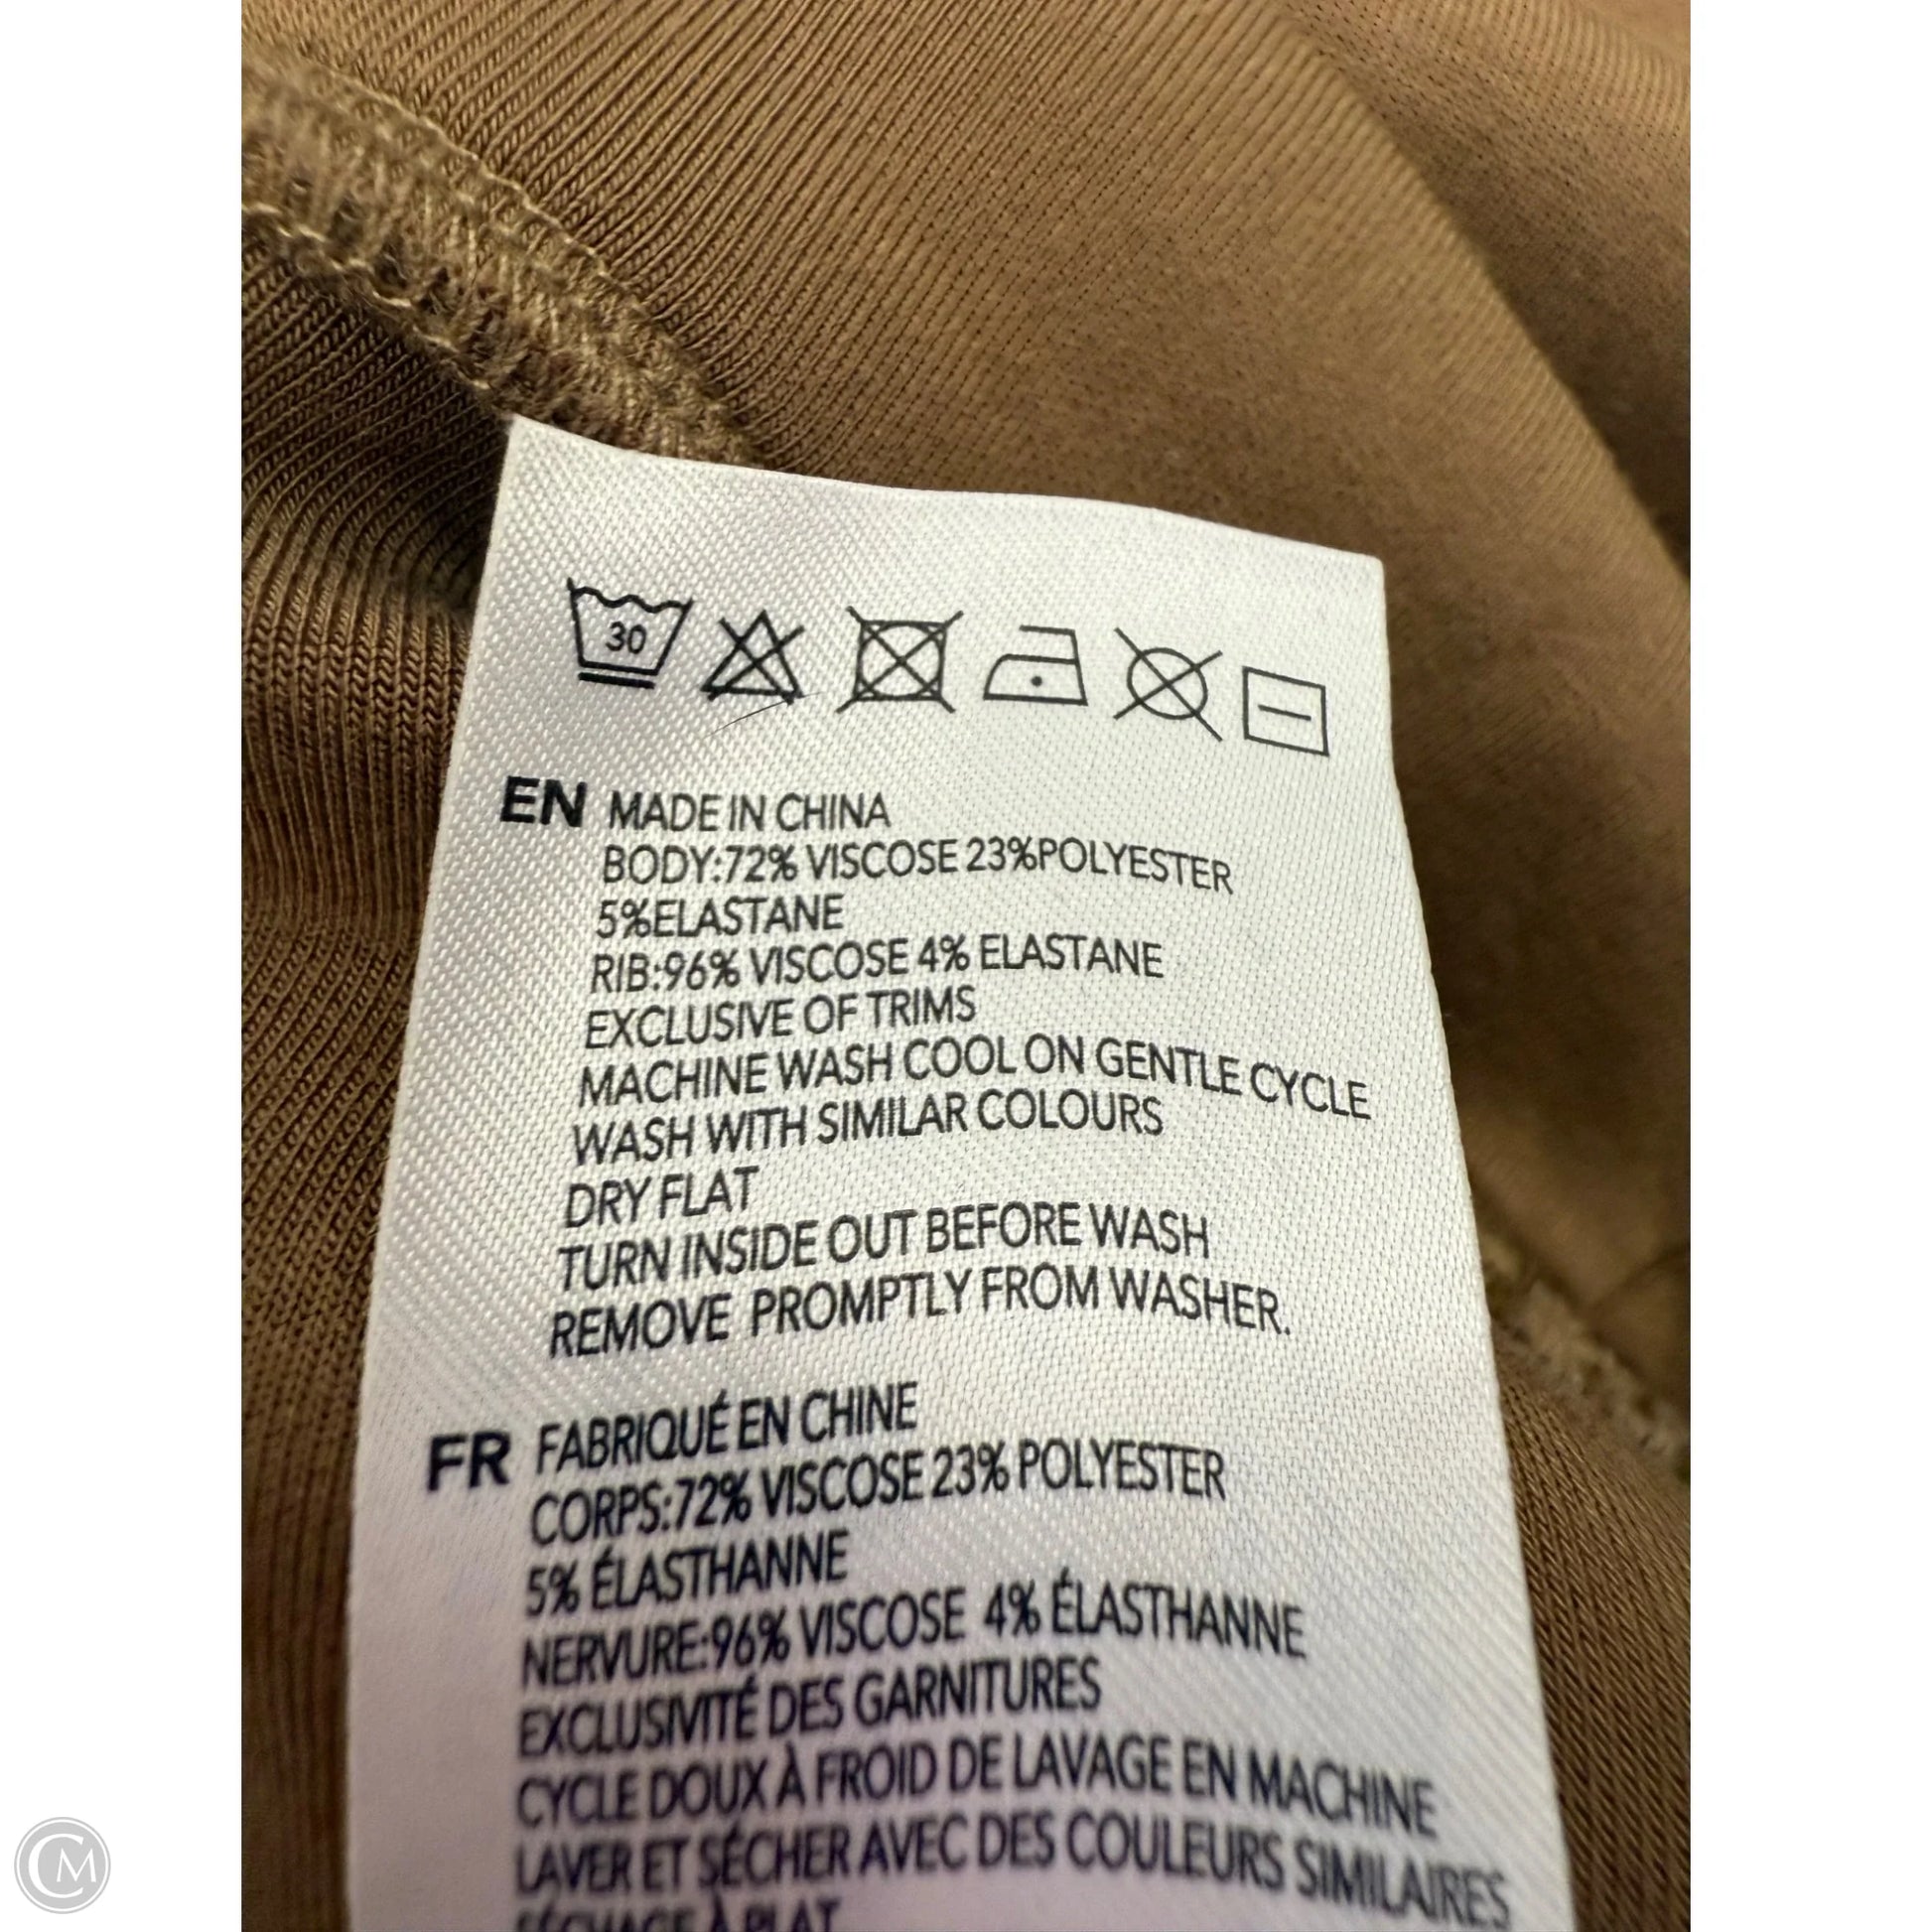 30
EN MADE IN CHINA
BODY:72% VISCOSE 23%POLYESTER
5%ELASTANE
RIB:96% VISCOSE 4% ELASTANE
EXCLUSIVE OF TRIMS
MACHINE WASH COOL ON GENTLE CYCLE
WASH WITH SIMILAR COLOURS
DRY FLAT
TURN INSIDE OUT BEFORE WASH
REMOVE PROMPTLY FROM WASHER.
FR FABRIQUÉ EN CHINE
CORPS:72% VISCOSE 23% POLYESTER
5% ÉLASTHANNE
NERVURE:96% VISCOSE 4% ÉLASTHANNE
EXCLUSIVITÉ DES GARNITURES
CYCLE DOUX À FROID DE LAVAGE EN MACHINE
LAVER ET SÉCHER AVEC DES COULEURS SIMILAIRES
SÉCHAGE À PLAT
CM